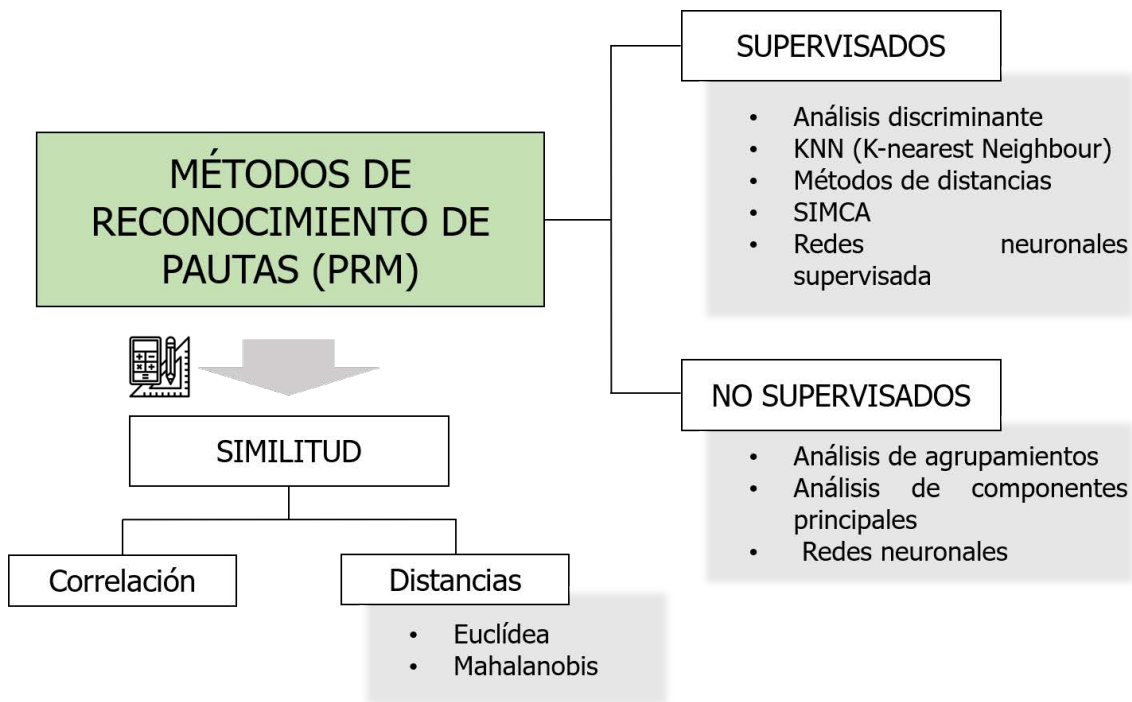 MÉTODOS DE
RECONOCIMIENTO DE
PAUTAS (PRM)
SUPERVISADOS
• Análisis discriminante
• KNN (K-nearest Neighbour)
• Métodos de distancias
• SIMCA
• Redes neuronales
supervisada
NO SUPERVISADOS
• Análisis de agrupamientos
• Análisis de componentes
principales
• Redes neuronales
SIMILITUD
Correlación
Distancias
• Euclídea
• Mahalanobis